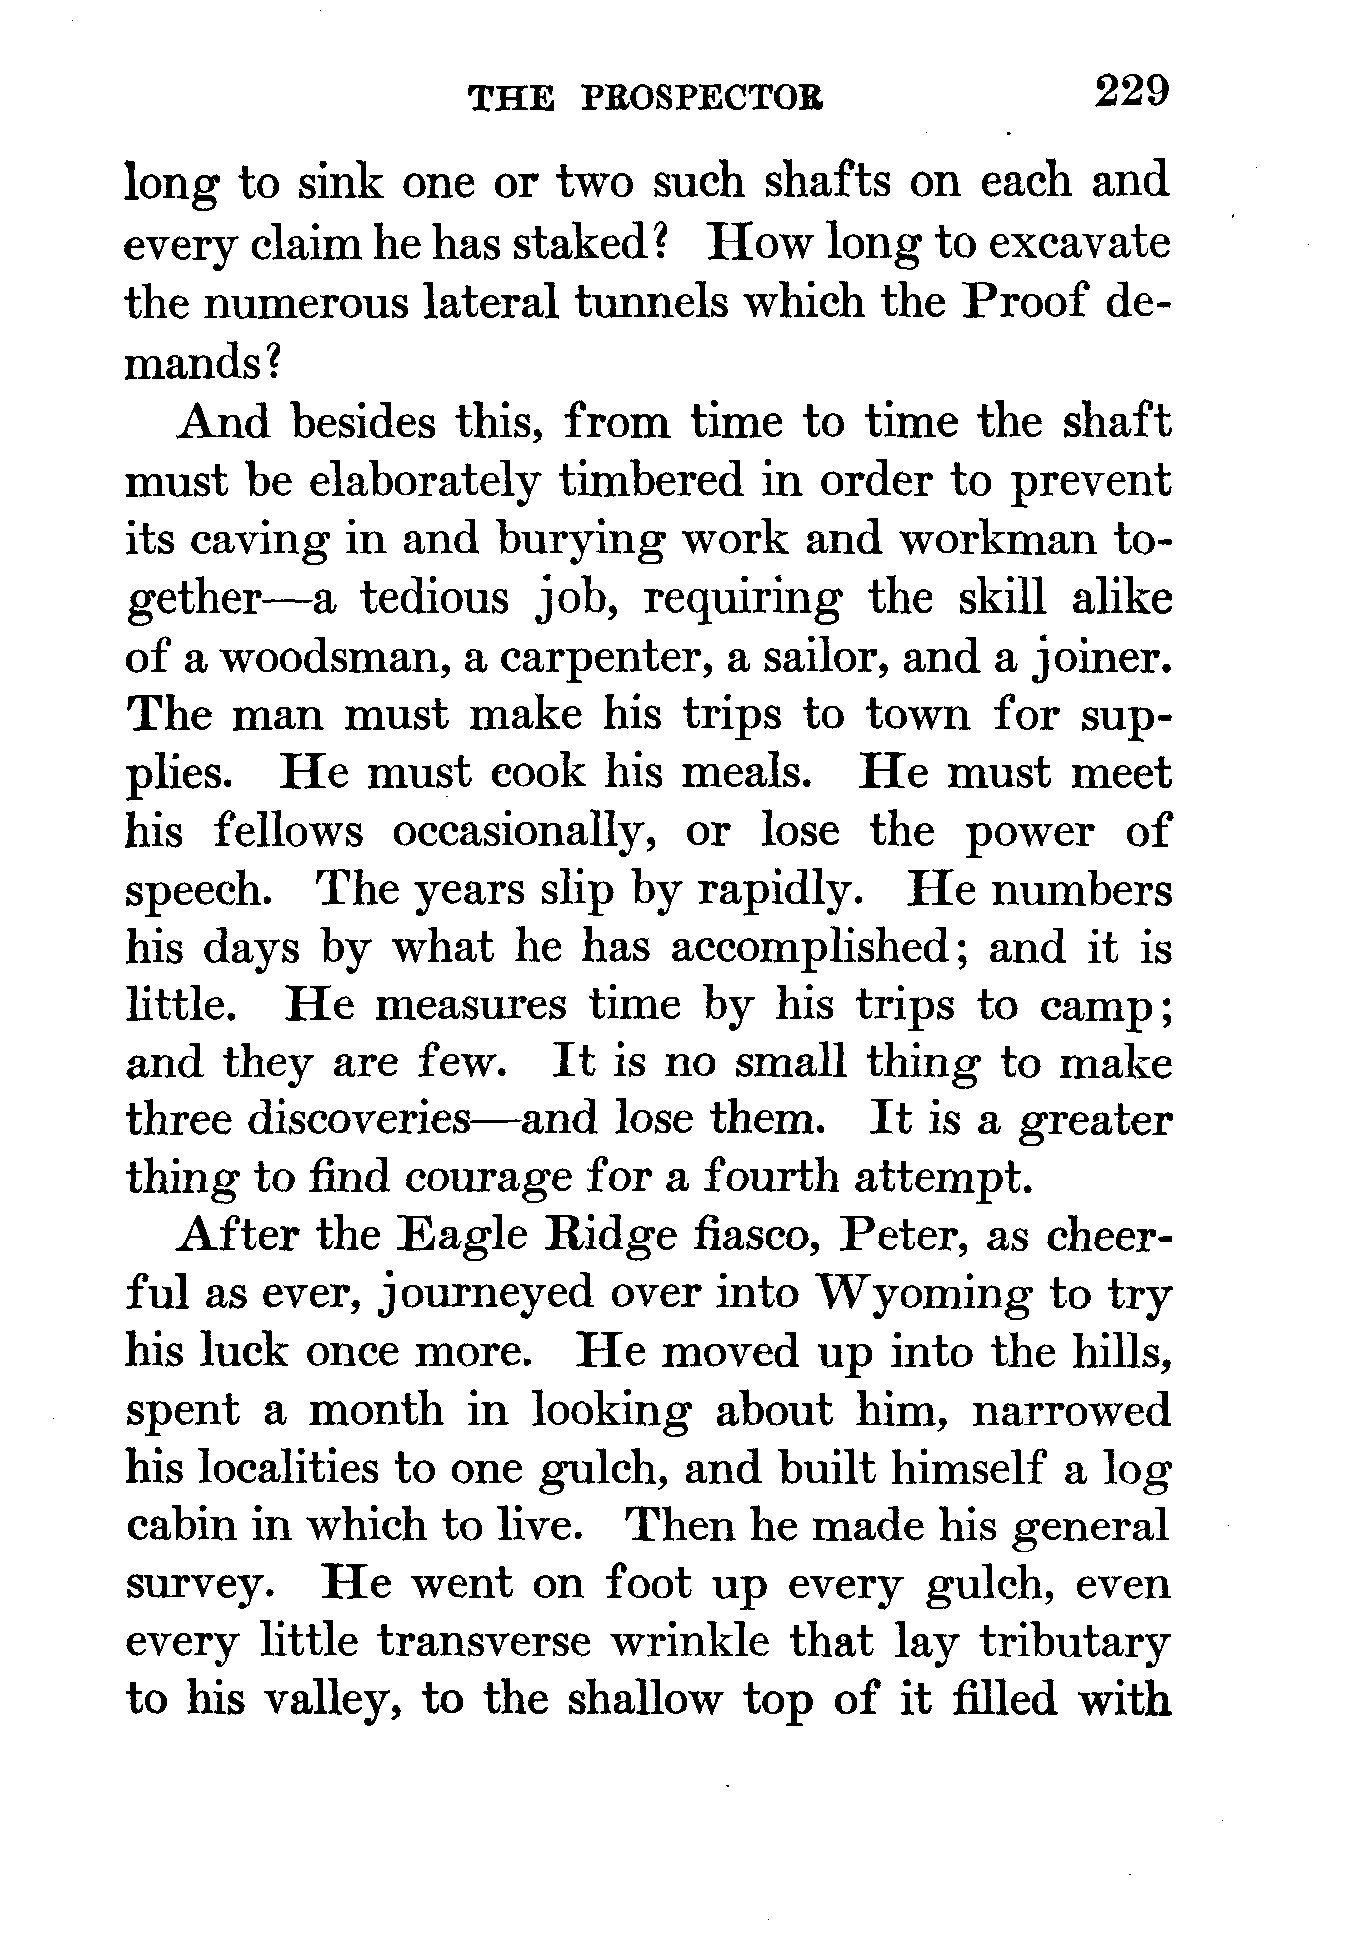 THE PROSPECTOR 229
long to sink one or two such shafts on each and
every claim he has staked? How long to excavate
the numerous lateral tunnels which the Proof de-
mands?
And besides this, from time to time the shaft
must be elaborately timbered in order to prevent
its caving in and burying work and workman to-
gether—a tedious job, requiring the skill alike
of a woodsman, a carpenter, a sailor, and a joiner.
The man must make his trips to town for sup-
plies. He must cook his meals. He must meet
his fellows occasionally, or lose the power of
speech. The years slip by rapidly. He numbers
his days by what he has accomplished; and it is
little. He measures time by his trips to camp;
and they are few. It is no small thing to make
three discoveries—and lose them. It is a greater
thing to find courage for a fourth attempt.
After the Eagle Ridge fiasco, Peter, as cheer-
ful as ever, journeyed over into Wyoming to try
his luck once more. He moved up into the hills,
spent a month in looking about him, narrowed
his localities to one gulch, and built himself a log
cabin in which to live. Then he made his general
survey. He went on foot up every gulch, even
every little transverse wrinkle that lay tributary
to his valley, to the shallow top of it filled with